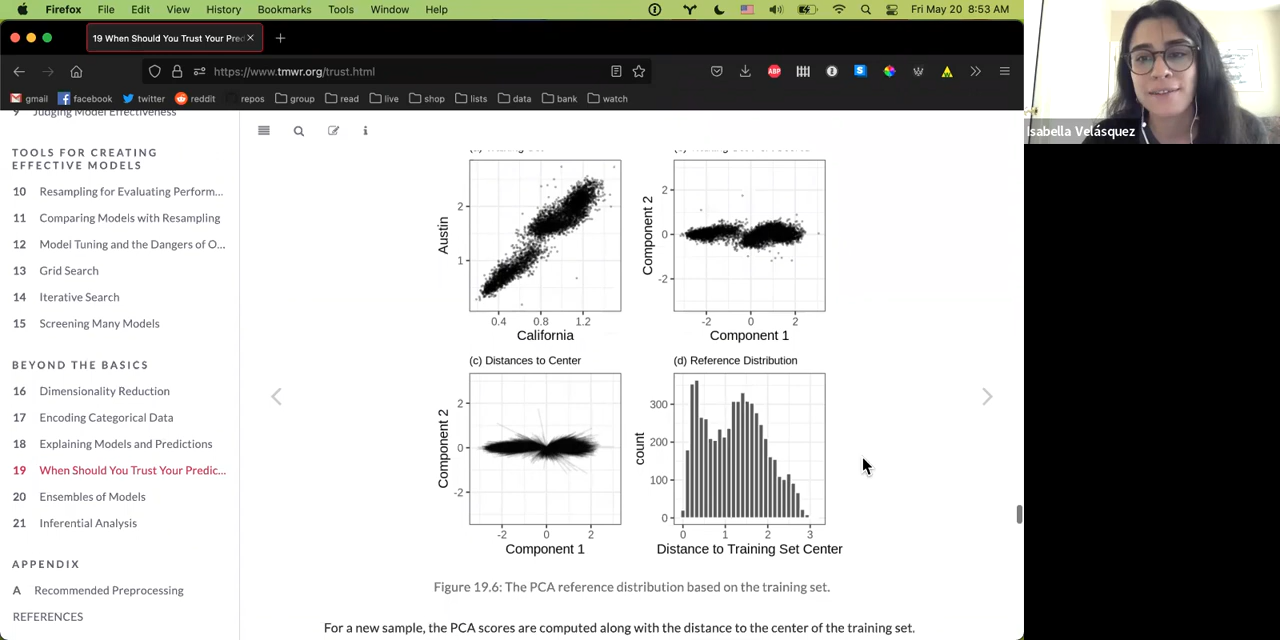 Firefox File Edit View History Bookmarks Tools Window Help Fri May 20 8:53 AM
19 When Should You Trust Your Pre
https://www.tmwr.org/trust.html
ABP
gmail facebook twitter reddit repos group read live shop lists data bank watch
Isabella Velásquez
9 Judging Model Effectiveness
TOOLS FOR CREATING
EFFECTIVE MODELS
10 Resampling for Evaluating Perform...
11 Comparing Models with Resampling
12 Model Tuning and the Dangers of O...
13 Grid Search
14 Iterative Search
15 Screening Many Models
BEYOND THE BASICS
16 Dimensionality Reduction
17 Encoding Categorical Data
18 Explaining Models and Predictions
19 When Should You Trust Your Predic...
20 Ensembles of Models
21 Inferential Analysis
APPENDIX
A Recommended Preprocessing
REFERENCES
Austin
2
1
0.4 0.8 1.2
California
Component 2
2
0
-2
-2 0 2
Component 1
(c) Distances to Center
Component 2
2
0
-2
-2 0 2
Component 1
(d) Reference Distribution
count
300
200
100
0
0 1 2 3
Distance to Training Set Center
Figure 19.6: The PCA reference distribution based on the training set.
For a new sample, the PCA scores are computed along with the distance to the center of the training set.